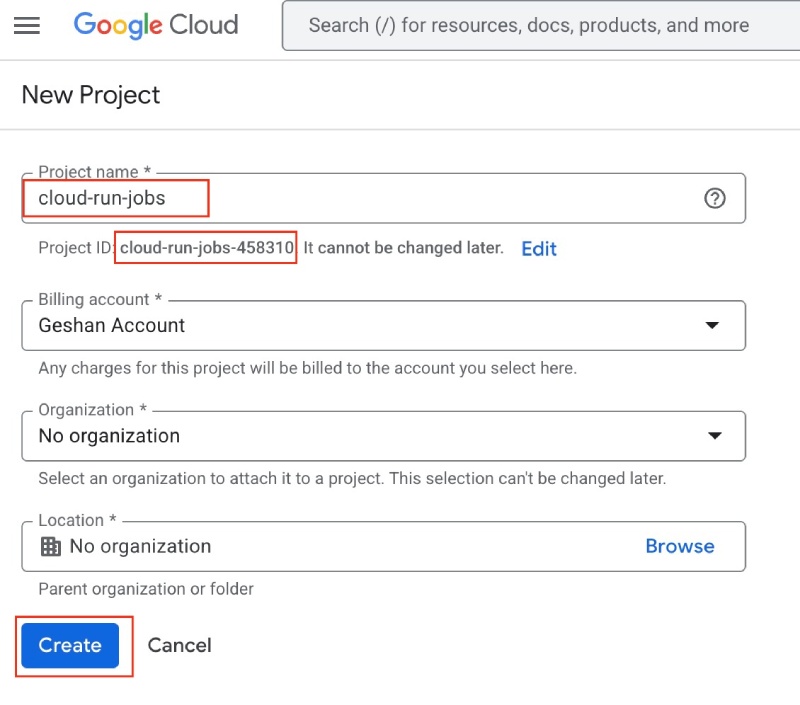 Google Cloud
Search (/) for resources, docs, products, and more
New Project
Project name *
cloud-run-jobs
Project ID: cloud-run-jobs-458310 It cannot be changed later. Edit
Billing account *
Geshan Account
Any charges for this project will be billed to the account you select here.
Organization *
No organization
Select an organization to attach it to a project. This selection can't be changed later.
Location *
No organization Browse
Parent organization or folder
Create Cancel